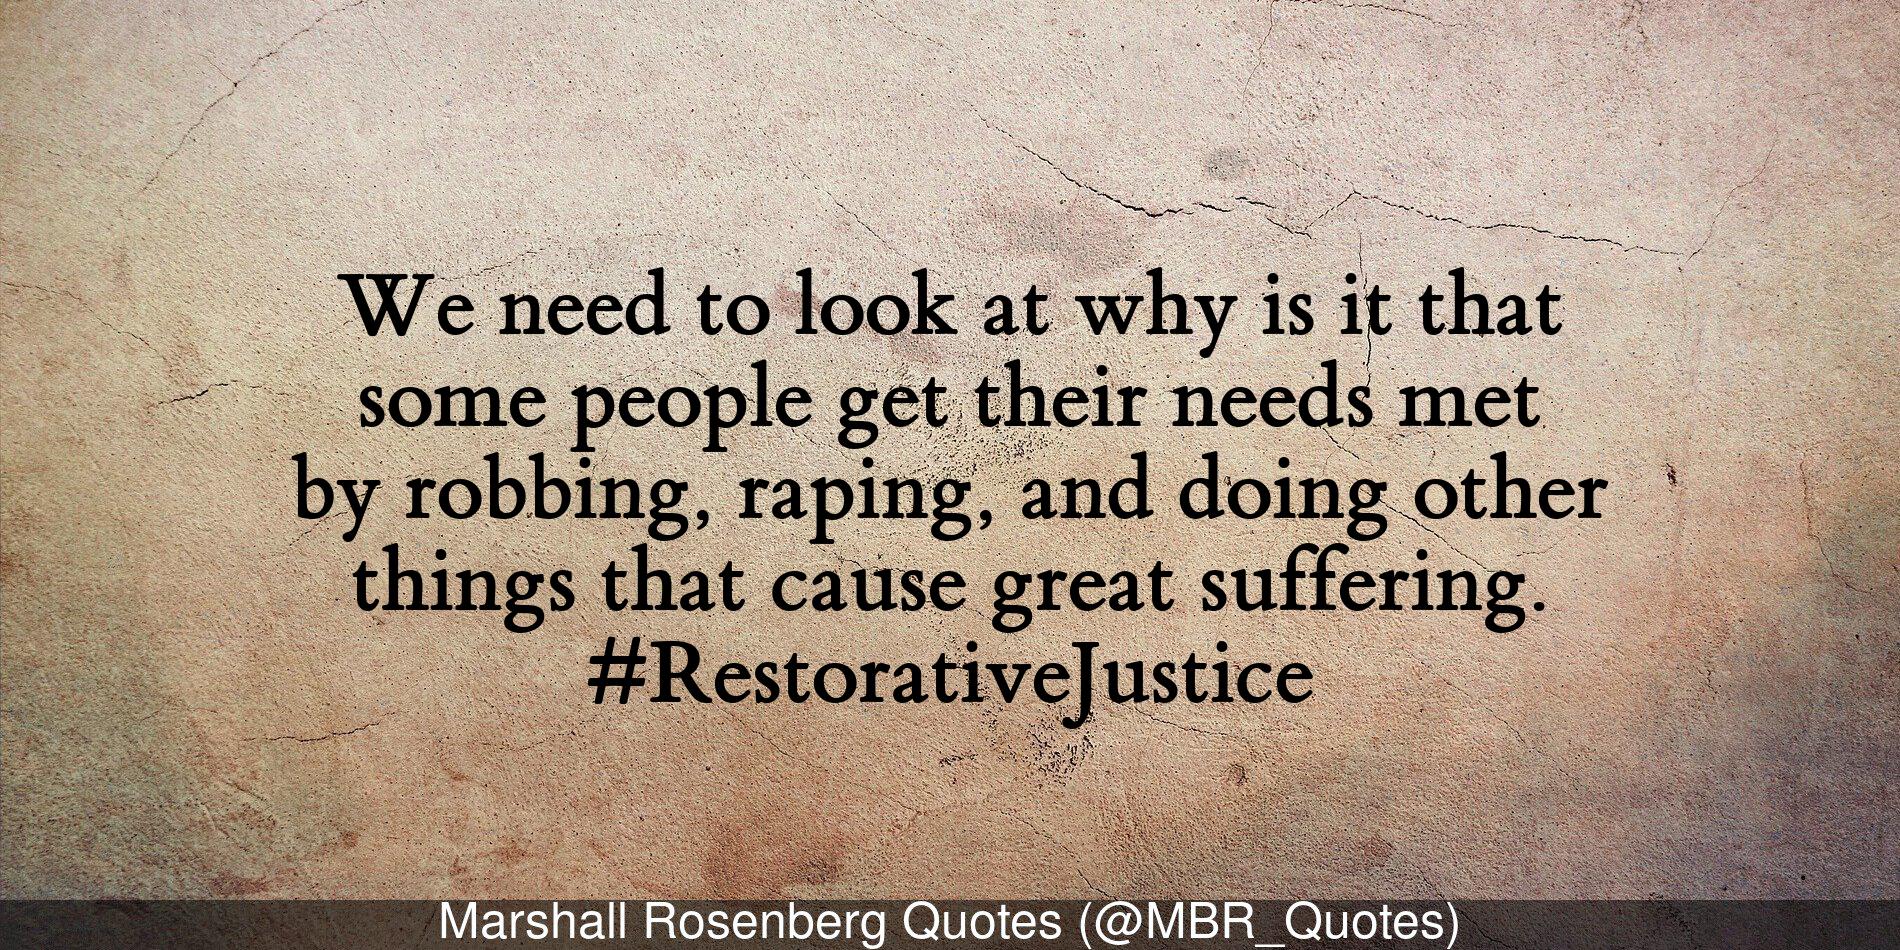 We need to look at why is it that
some people get their needs met
by robbing, raping, and doing other
things that cause great suffering.
#RestorativeJustice
Marshall Rosenberg Quotes (@MBR_Quotes)